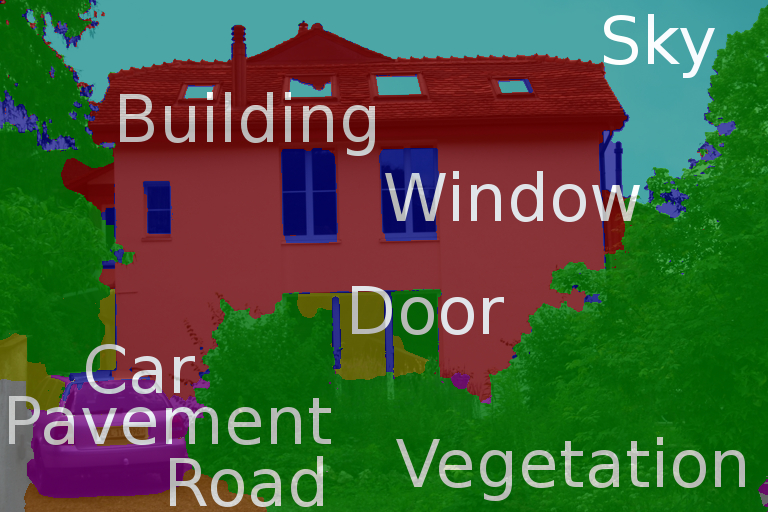 Sky
Building
Window
Door
Car
Pavement
Vegetation
Road